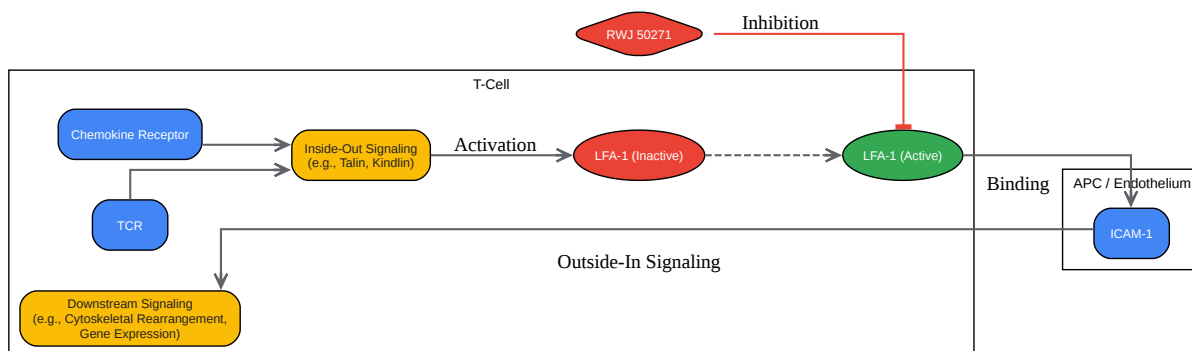 RWJ 50271
Inhibition
T-Cell
Chemokine Receptor
Inside-Out Signaling
(e.g., Talin, Kindlin)
Activation
LFA-1 (Inactive)
LFA-1 (Active)
Binding
APC / Endothelium
TCR
ICAM-1
Outside-In Signaling
Downstream Signaling
(e.g., Cytoskeletal Rearrangement,
Gene Expression)